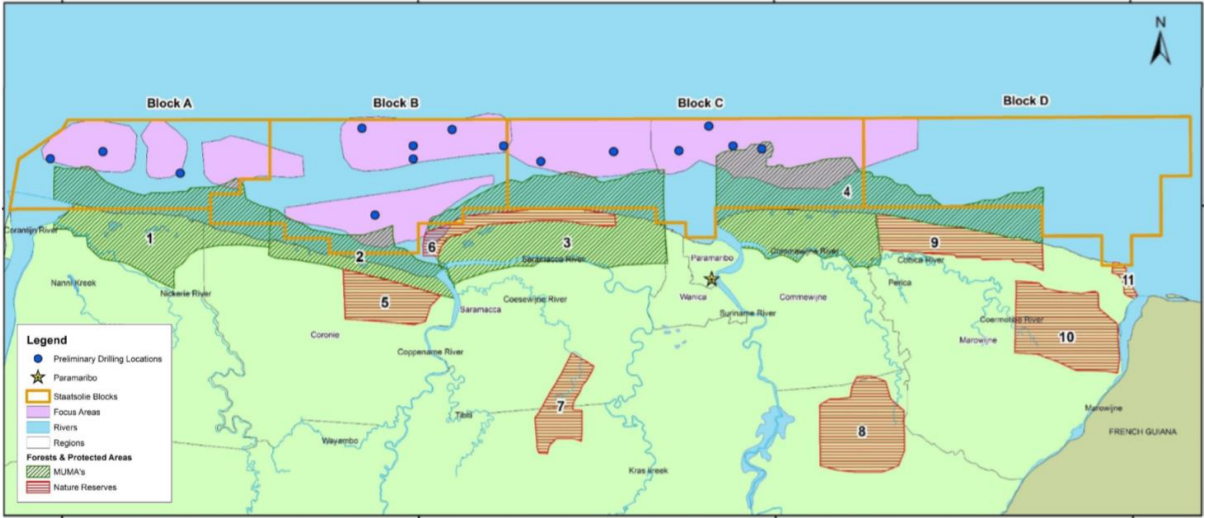 N
Block A
Block B
Block C
Block D
1
2
3
4
5
6
7
8
9
10
11
Corantijn River
Nanni Kreek
Nickerie River
Coronie
Coppename River
Wayambo
Tibiti
Saramacca
Coesewijne River
Saramacca River
Kras kreek
Paramaribo
Wanica
Suriname River
Commewijne
Commewijne River
Cottica River
Perica
Coermotibo River
Marowijne
Marowijne
FRENCH GUIANA
Legend
Preliminary Drilling Locations
Paramaribo
Staatsolie Blocks
Focus Areas
Rivers
Regions
Forests & Protected Areas
MUMA's
Nature Reserves